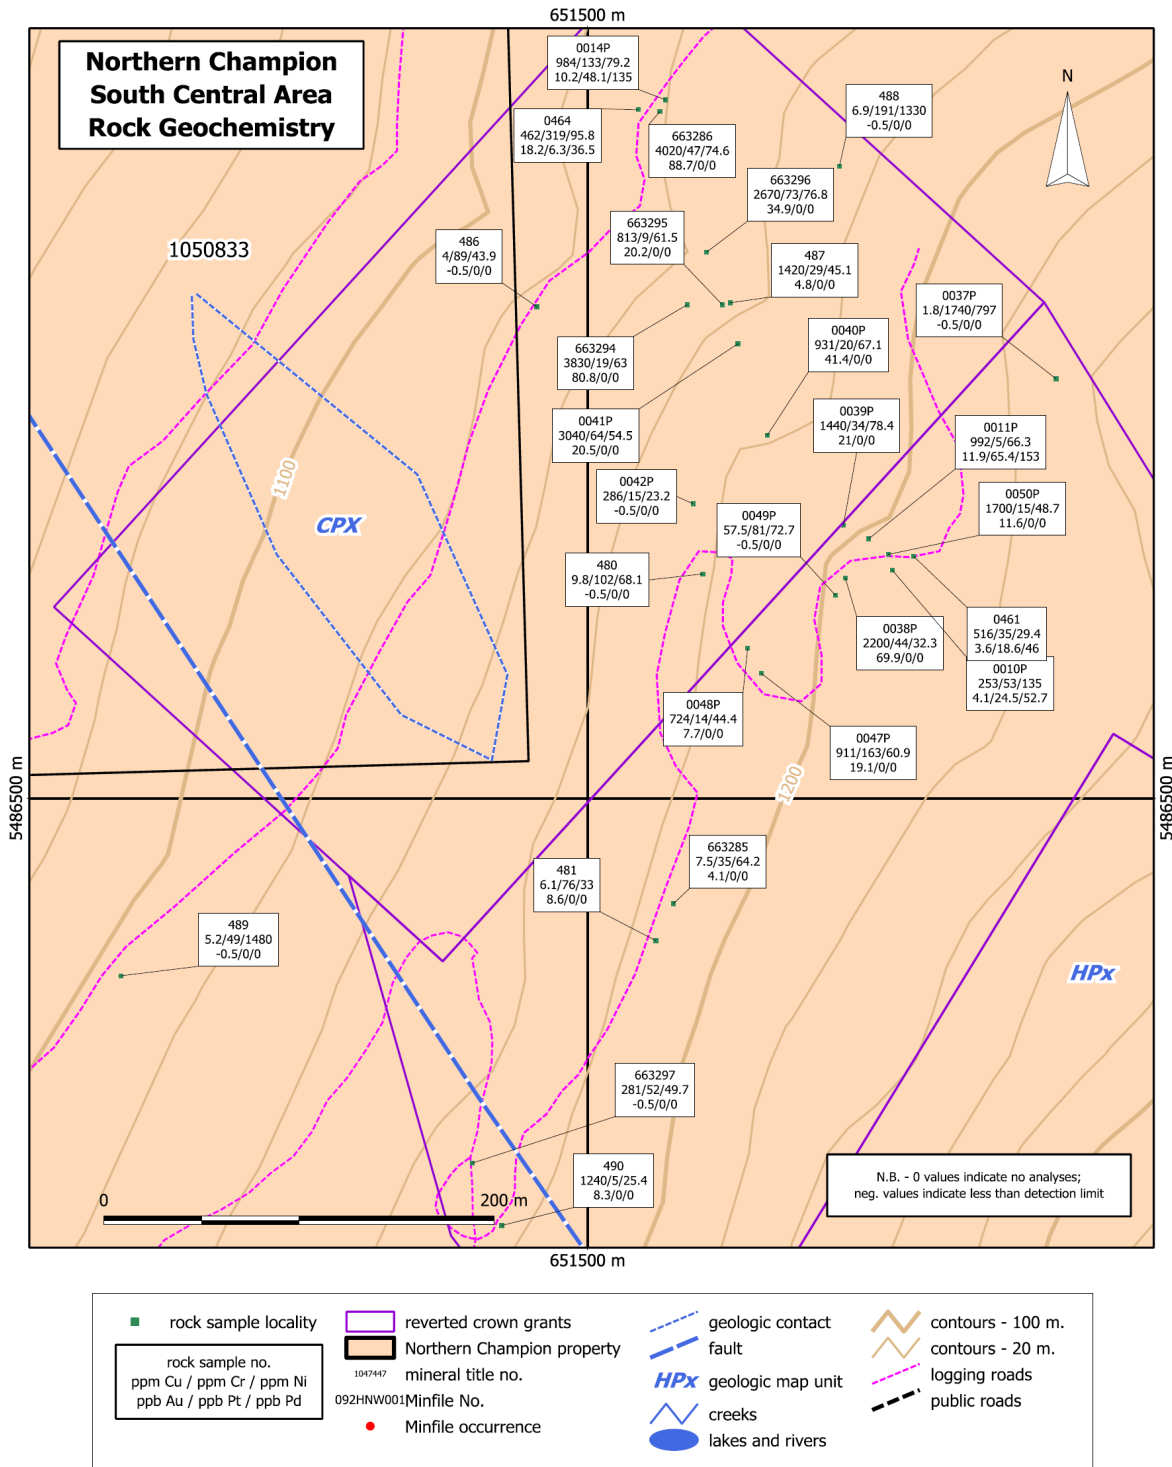 651500 m
Northern Champion
South Central Area
Rock Geochemistry
0014P
984/133/79.2
10.2/48.1/135
N
488
6.9/191/1330
-0.5/0/0
0464
462/319/95.8
18.2/6.3/36.5
663286
4020/47/74.6
88.7/0/0
663296
2670/73/76.8
34.9/0/0
663295
813/9/61.5
20.2/0/0
1050833
486
4/89/43.9
-0.5/0/0
487
1420/29/45.1
4.8/0/0
0037P
1.8/1740/797
-0.5/0/0
0040P
931/20/67.1
41.4/0/0
663294
3830/19/63
80.8/0/0
0041P
3040/64/54.5
20.5/0/0
0039P
1440/34/78.4
21/0/0
0011P
992/5/66.3
11.9/65.4/153
1100
0042P
286/15/23.2
-0.5/0/0
0050P
1700/15/48.7
11.6/0/0
CPX
0049P
57.5/81/72.7
-0.5/0/0
480
9.8/102/68.1
-0.5/0/0
0038P
2200/44/32.3
69.9/0/0
0461
516/35/29.4
3.6/18.6/46
0010P
253/53/135
4.1/24.5/52.7
0048P
724/14/44.4
7.7/0/0
0047P
911/163/60.9
19.1/0/0
1200
5486500 m
5486500 m
663285
7.5/35/64.2
4.1/0/0
481
6.1/76/33
8.6/0/0
489
5.2/49/1480
-0.5/0/0
HPx
663297
281/52/49.7
-0.5/0/0
490
1240/5/25.4
8.3/0/0
N.B. - 0 values indicate no analyses;
neg. values indicate less than detection limit
0 200 m
651500 m
rock sample locality
rock sample no.
ppm Cu / ppm Cr / ppm Ni
ppb Au / ppb Pt / ppb Pd
reverted crown grants
Northern Champion property
1047447 mineral title no.
092HNW001 Minfile No.
Minfile occurrence
geologic contact
fault
HPx geologic map unit
creeks
lakes and rivers
contours - 100 m.
contours - 20 m.
logging roads
public roads